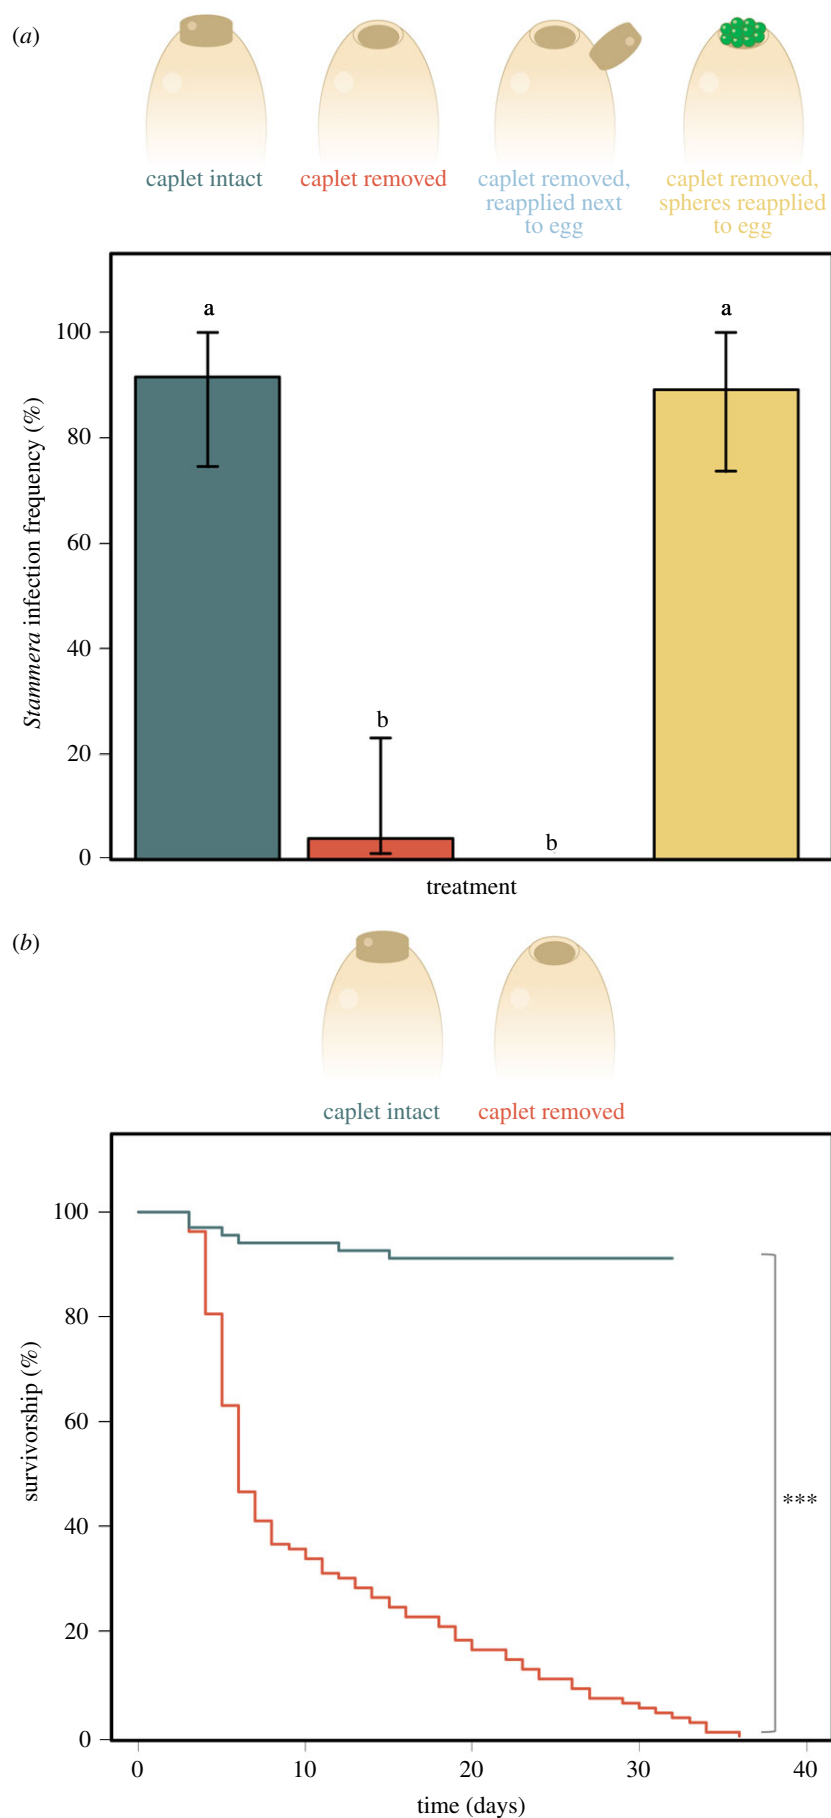 (a)
caplet intact
caplet removed
caplet removed,
reapplied next
to egg
caplet removed,
spheres reapplied
to egg
Stammera infection frequency (%)
100
80
60
40
20
0
a
b
b
a
treatment
(b)
caplet intact
caplet removed
survivorship (%)
100
80
60
40
20
0
***
0
10
20
30
40
time (days)